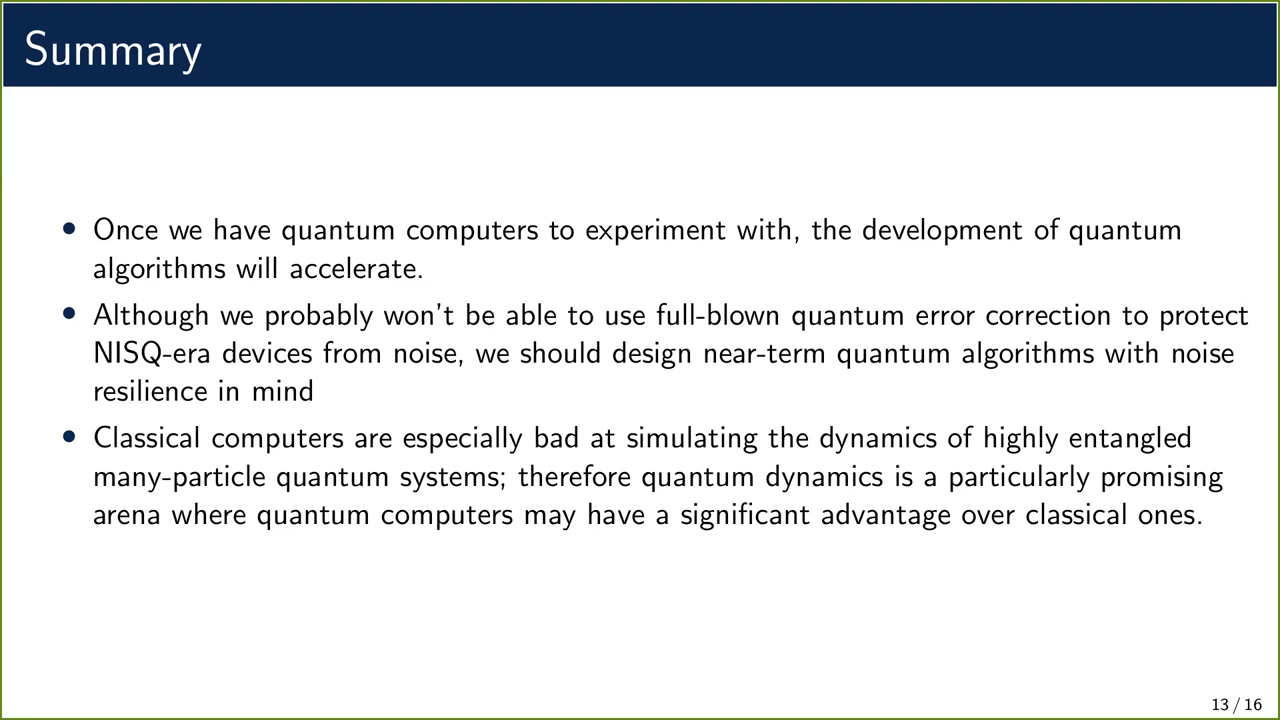 Summary
• Once we have quantum computers to experiment with, the development of quantum
algorithms will accelerate.
• Although we probably won't be able to use full-blown quantum error correction to protect
NISQ-era devices from noise, we should design near-term quantum algorithms with noise
resilience in mind
• Classical computers are especially bad at simulating the dynamics of highly entangled
many-particle quantum systems; therefore quantum dynamics is a particularly promising
arena where quantum computers may have a significant advantage over classical ones.
13 / 16